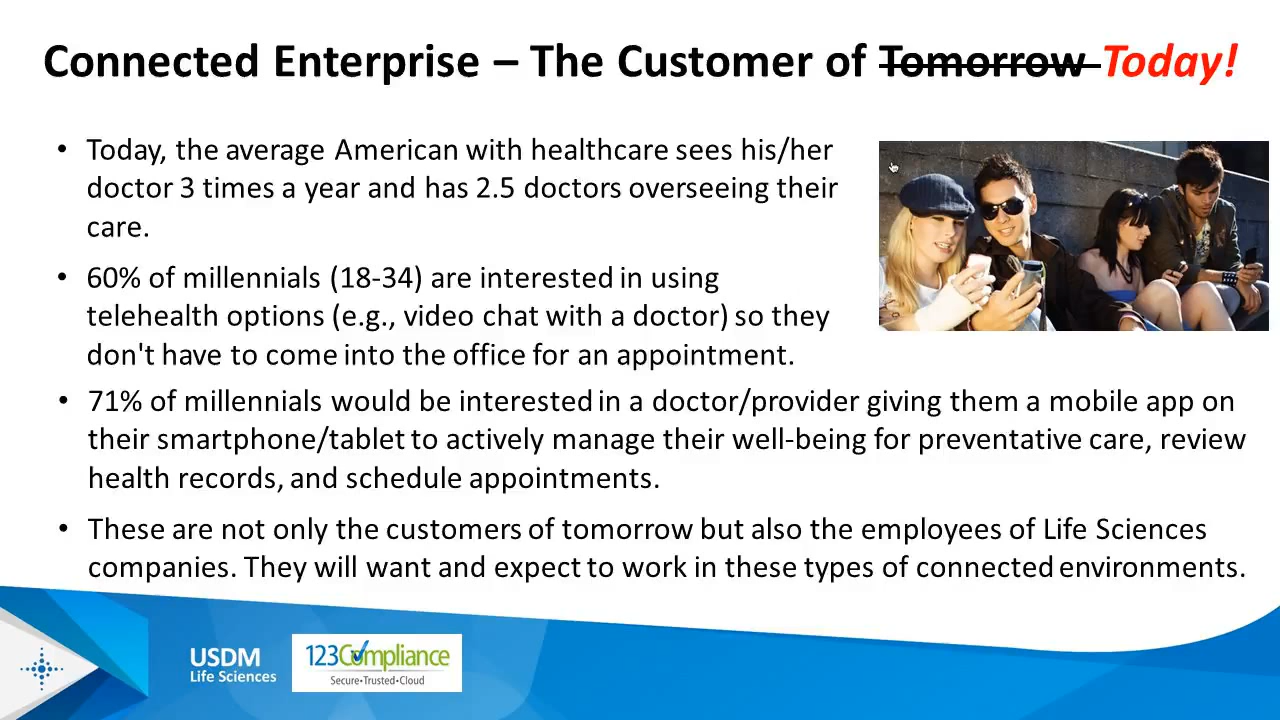 Connected Enterprise – The Customer of Tomorrow Today!
• Today, the average American with healthcare sees his/her
doctor 3 times a year and has 2.5 doctors overseeing their
care.
• 60% of millennials (18-34) are interested in using
telehealth options (e.g., video chat with a doctor) so they
don't have to come into the office for an appointment.
• 71% of millennials would be interested in a doctor/provider giving them a mobile app on
their smartphone/tablet to actively manage their well-being for preventative care, review
health records, and schedule appointments.
• These are not only the customers of tomorrow but also the employees of Life Sciences
companies. They will want and expect to work in these types of connected environments.
USDM
Life Sciences
123Compliance
Secure•Trusted•Cloud